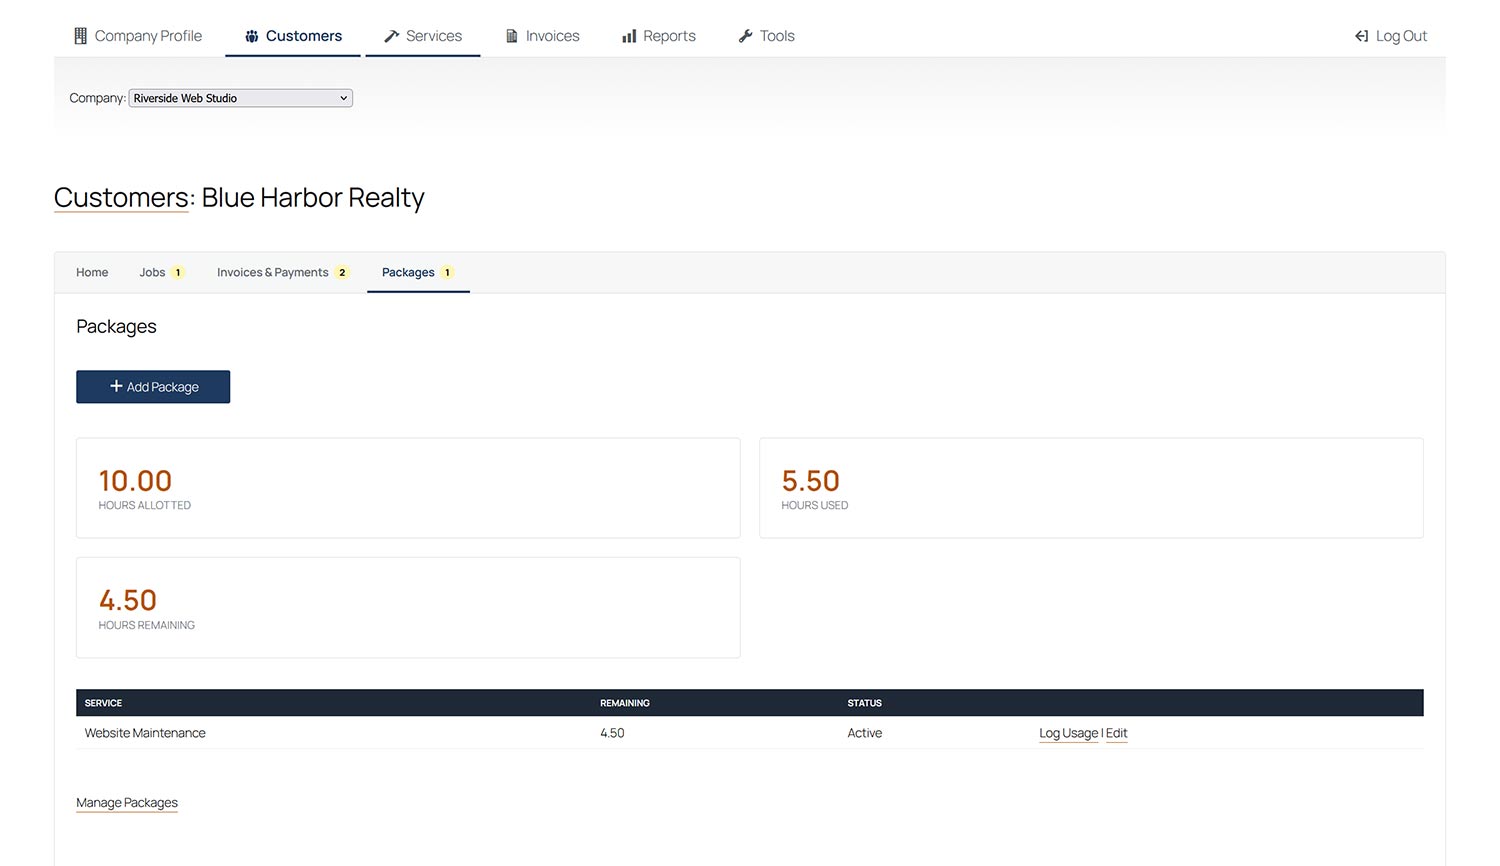 Company Profile Customers Services Invoices Reports Tools Log Out
Company: Riverside Web Studio
Customers: Blue Harbor Realty
Home Jobs 1 Invoices & Payments 2 Packages 1
Packages
+ Add Package
10.00
HOURS ALLOTTED
5.50
HOURS USED
4.50
HOURS REMAINING
SERVICE REMAINING STATUS
Website Maintenance 4.50 Active Log Usage | Edit
Manage Packages